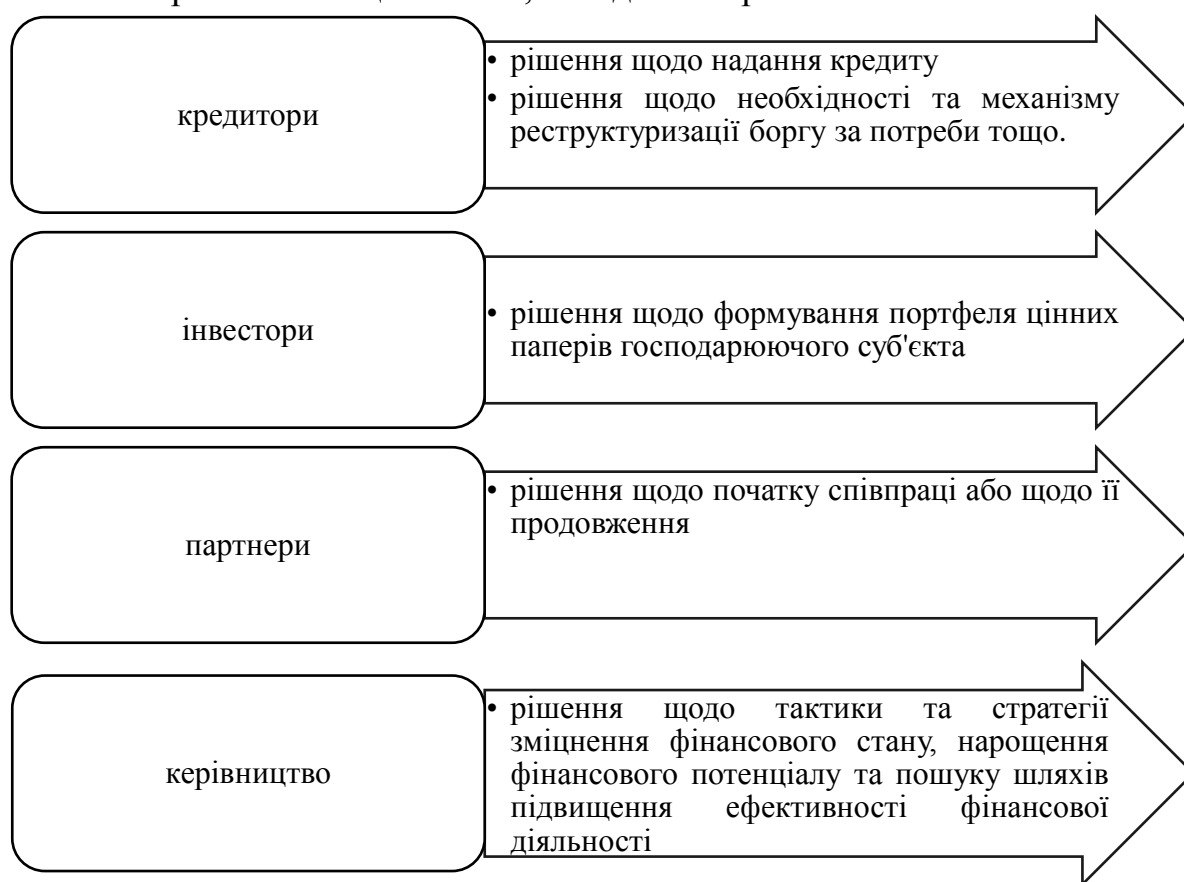 кредитори
• рішення щодо надання кредиту
• рішення щодо необхідності та механізму
реструктуризації боргу за потреби тощо.
інвестори
• рішення щодо формування портфеля цінних
паперів господарюючого суб'єкта
партнери
• рішення щодо початку співпраці або щодо її
продовження
керівництво
• рішення щодо тактики та стратегії
зміцнення фінансового стану, нарощення
фінансового потенціалу та пошуку шляхів
підвищення ефективності фінансової
діяльності